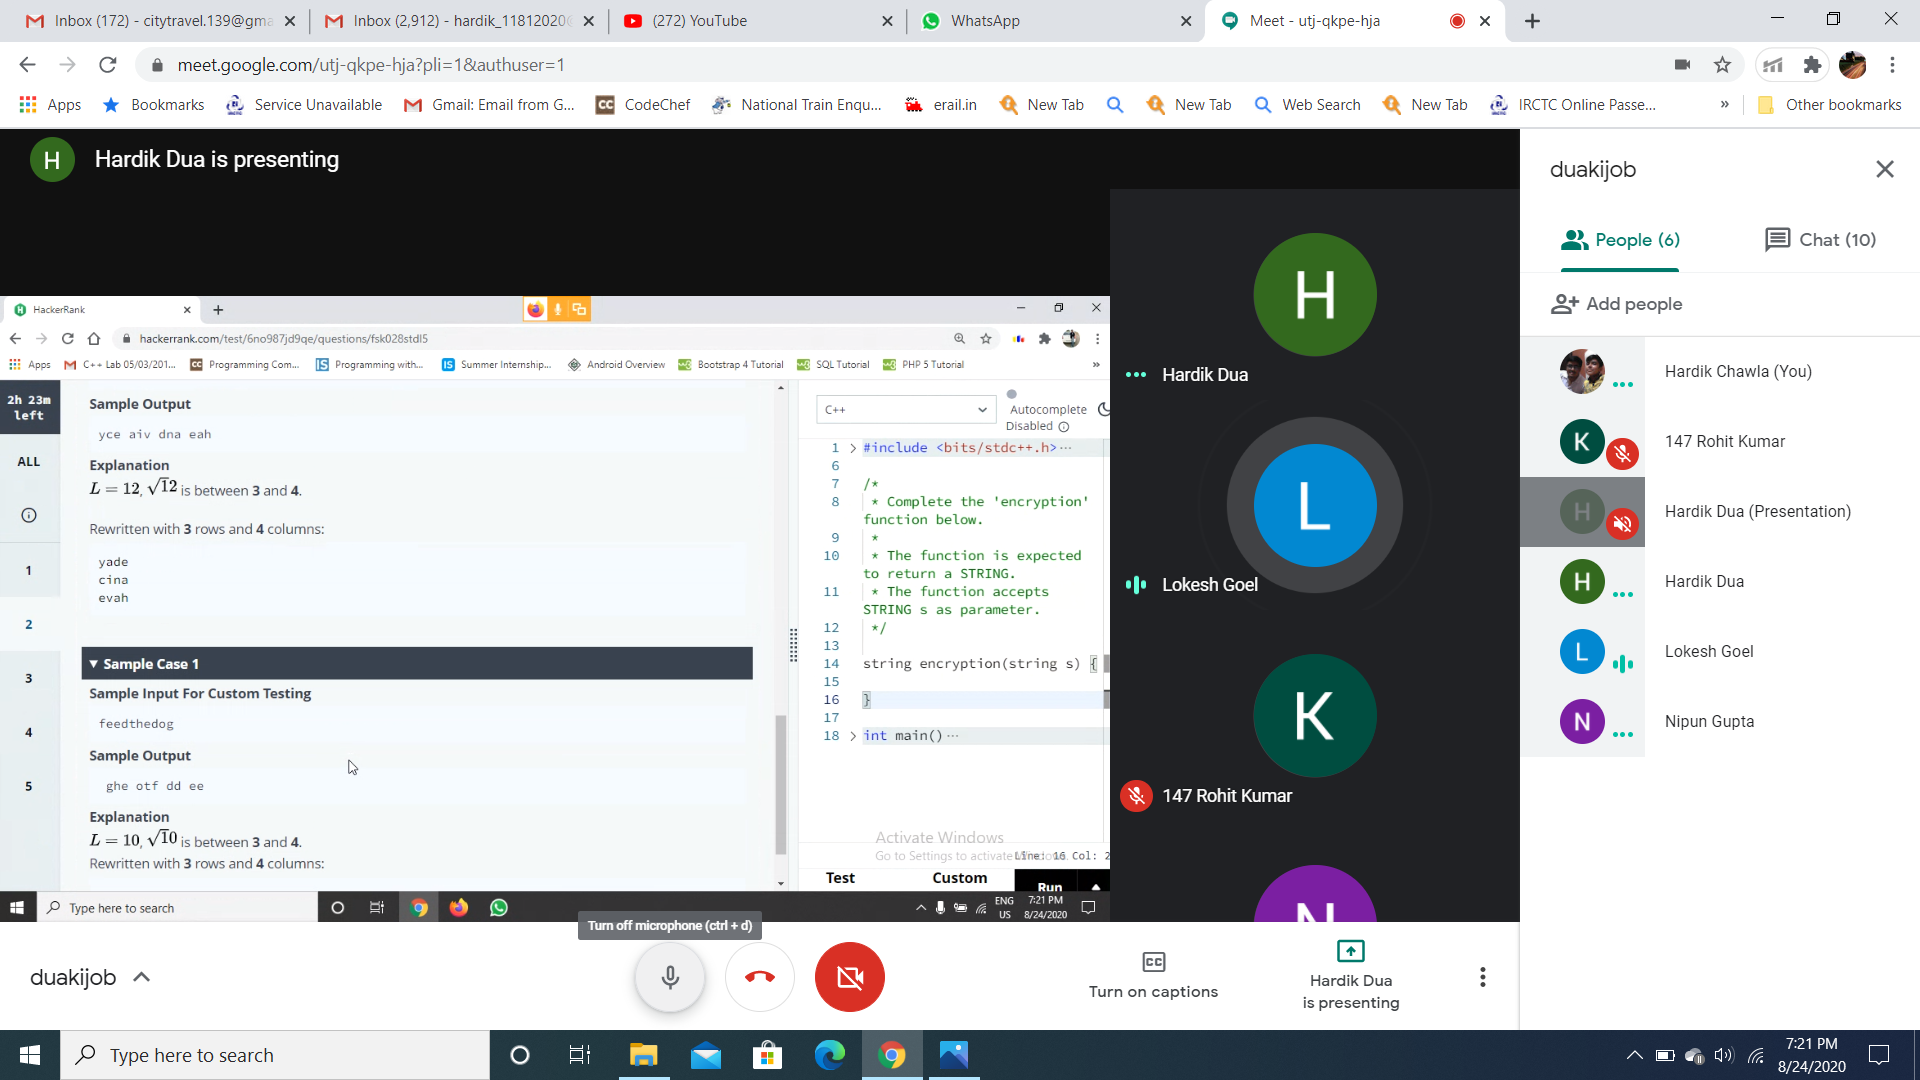 Inbox (172) - citytravel.139@gma
Inbox (2,912) - hardik_11812020
(272) YouTube
WhatsApp
Meet - utj-qkpe-hja
meet.google.com/utj-qkpe-hja?pli=1&authuser=1
Apps
Bookmarks
Service Unavailable
Gmail: Email from G...
CodeChef
National Train Enqu...
erail.in
New Tab
New Tab
Web Search
New Tab
IRCTC Online Passe...
»
Other bookmarks
H
Hardik Dua is presenting
HackerRank
hackerrank.com/test/6no987jd9qe/questions/fsk028stdl5
Apps
C++ Lab 05/03/201...
Programming Com...
Programming with...
Summer Internship...
Android Overview
Bootstrap 4 Tutorial
SQL Tutorial
PHP 5 Tutorial
»
2h 23m
left
ALL
1
2
3
4
5
Sample Output
yce aiv dna eah
Explanation
L = 12, √12 is between 3 and 4.
Rewritten with 3 rows and 4 columns:
yade
cina
evah
Sample Case 1
Sample Input For Custom Testing
feedthedog
Sample Output
ghe otf dd ee
Explanation
L = 10, √10 is between 3 and 4.
Rewritten with 3 rows and 4 columns:
C++
Autocomplete
Disabled
1 #include <bits/stdc++.h>···
6
7 /*
8 * Complete the 'encryption'
function below.
9 *
10 * The function is expected
to return a STRING.
11 * The function accepts
STRING s as parameter.
12 */
13
14 string encryption(string s) {
15
16 }
17
18 int main()···
Activate Windows
Go to Settings to activate
Line: 16 Col: 2
Test
Custom
Run
Type here to search
ENG
US
7:21 PM
8/24/2020
H
Hardik Dua
L
Lokesh Goel
K
147 Rohit Kumar
N
duakijob
People (6)
Chat (10)
Add people
Hardik Chawla (You)
K
147 Rohit Kumar
H
Hardik Dua (Presentation)
H
Hardik Dua
L
Lokesh Goel
N
Nipun Gupta
Turn off microphone (ctrl + d)
duakijob
CC
Turn on captions
Hardik Dua
is presenting
Type here to search
7:21 PM
8/24/2020